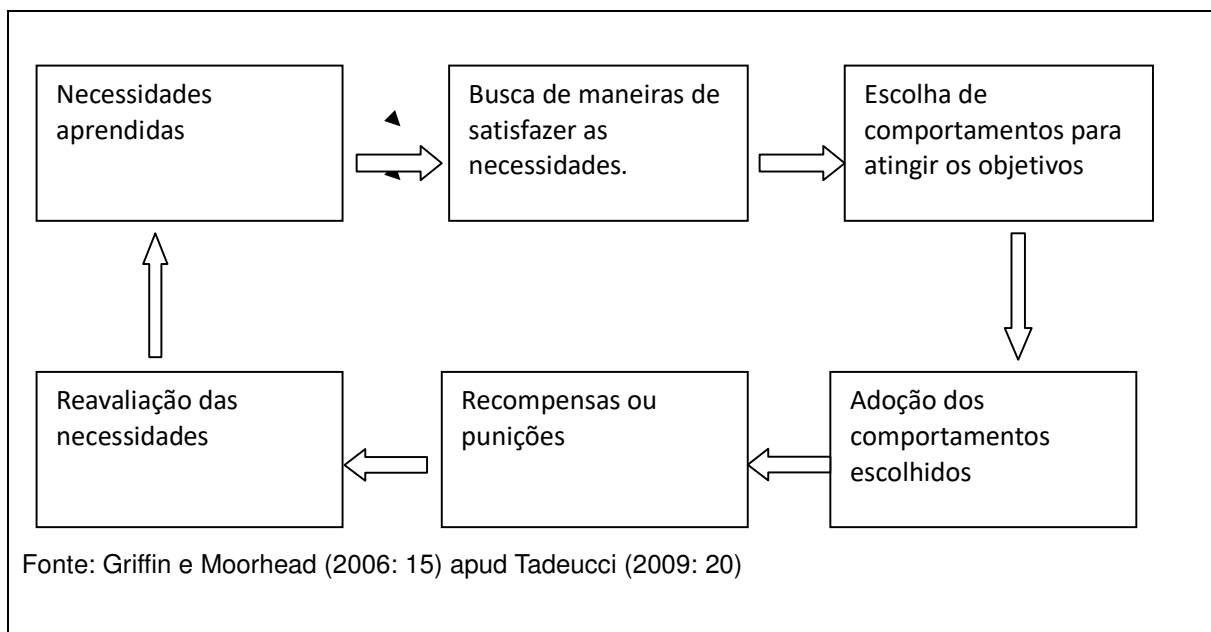 Necessidades
aprendidas
Busca de maneiras de
satisfazer as
necessidades.
Escolha de
comportamentos para
atingir os objetivos
Reavaliação das
necessidades
Recompensas ou
punições
Adoção dos
comportamentos
escolhidos
Fonte: Griffin e Moorhead (2006: 15) apud Tadeucci (2009: 20)